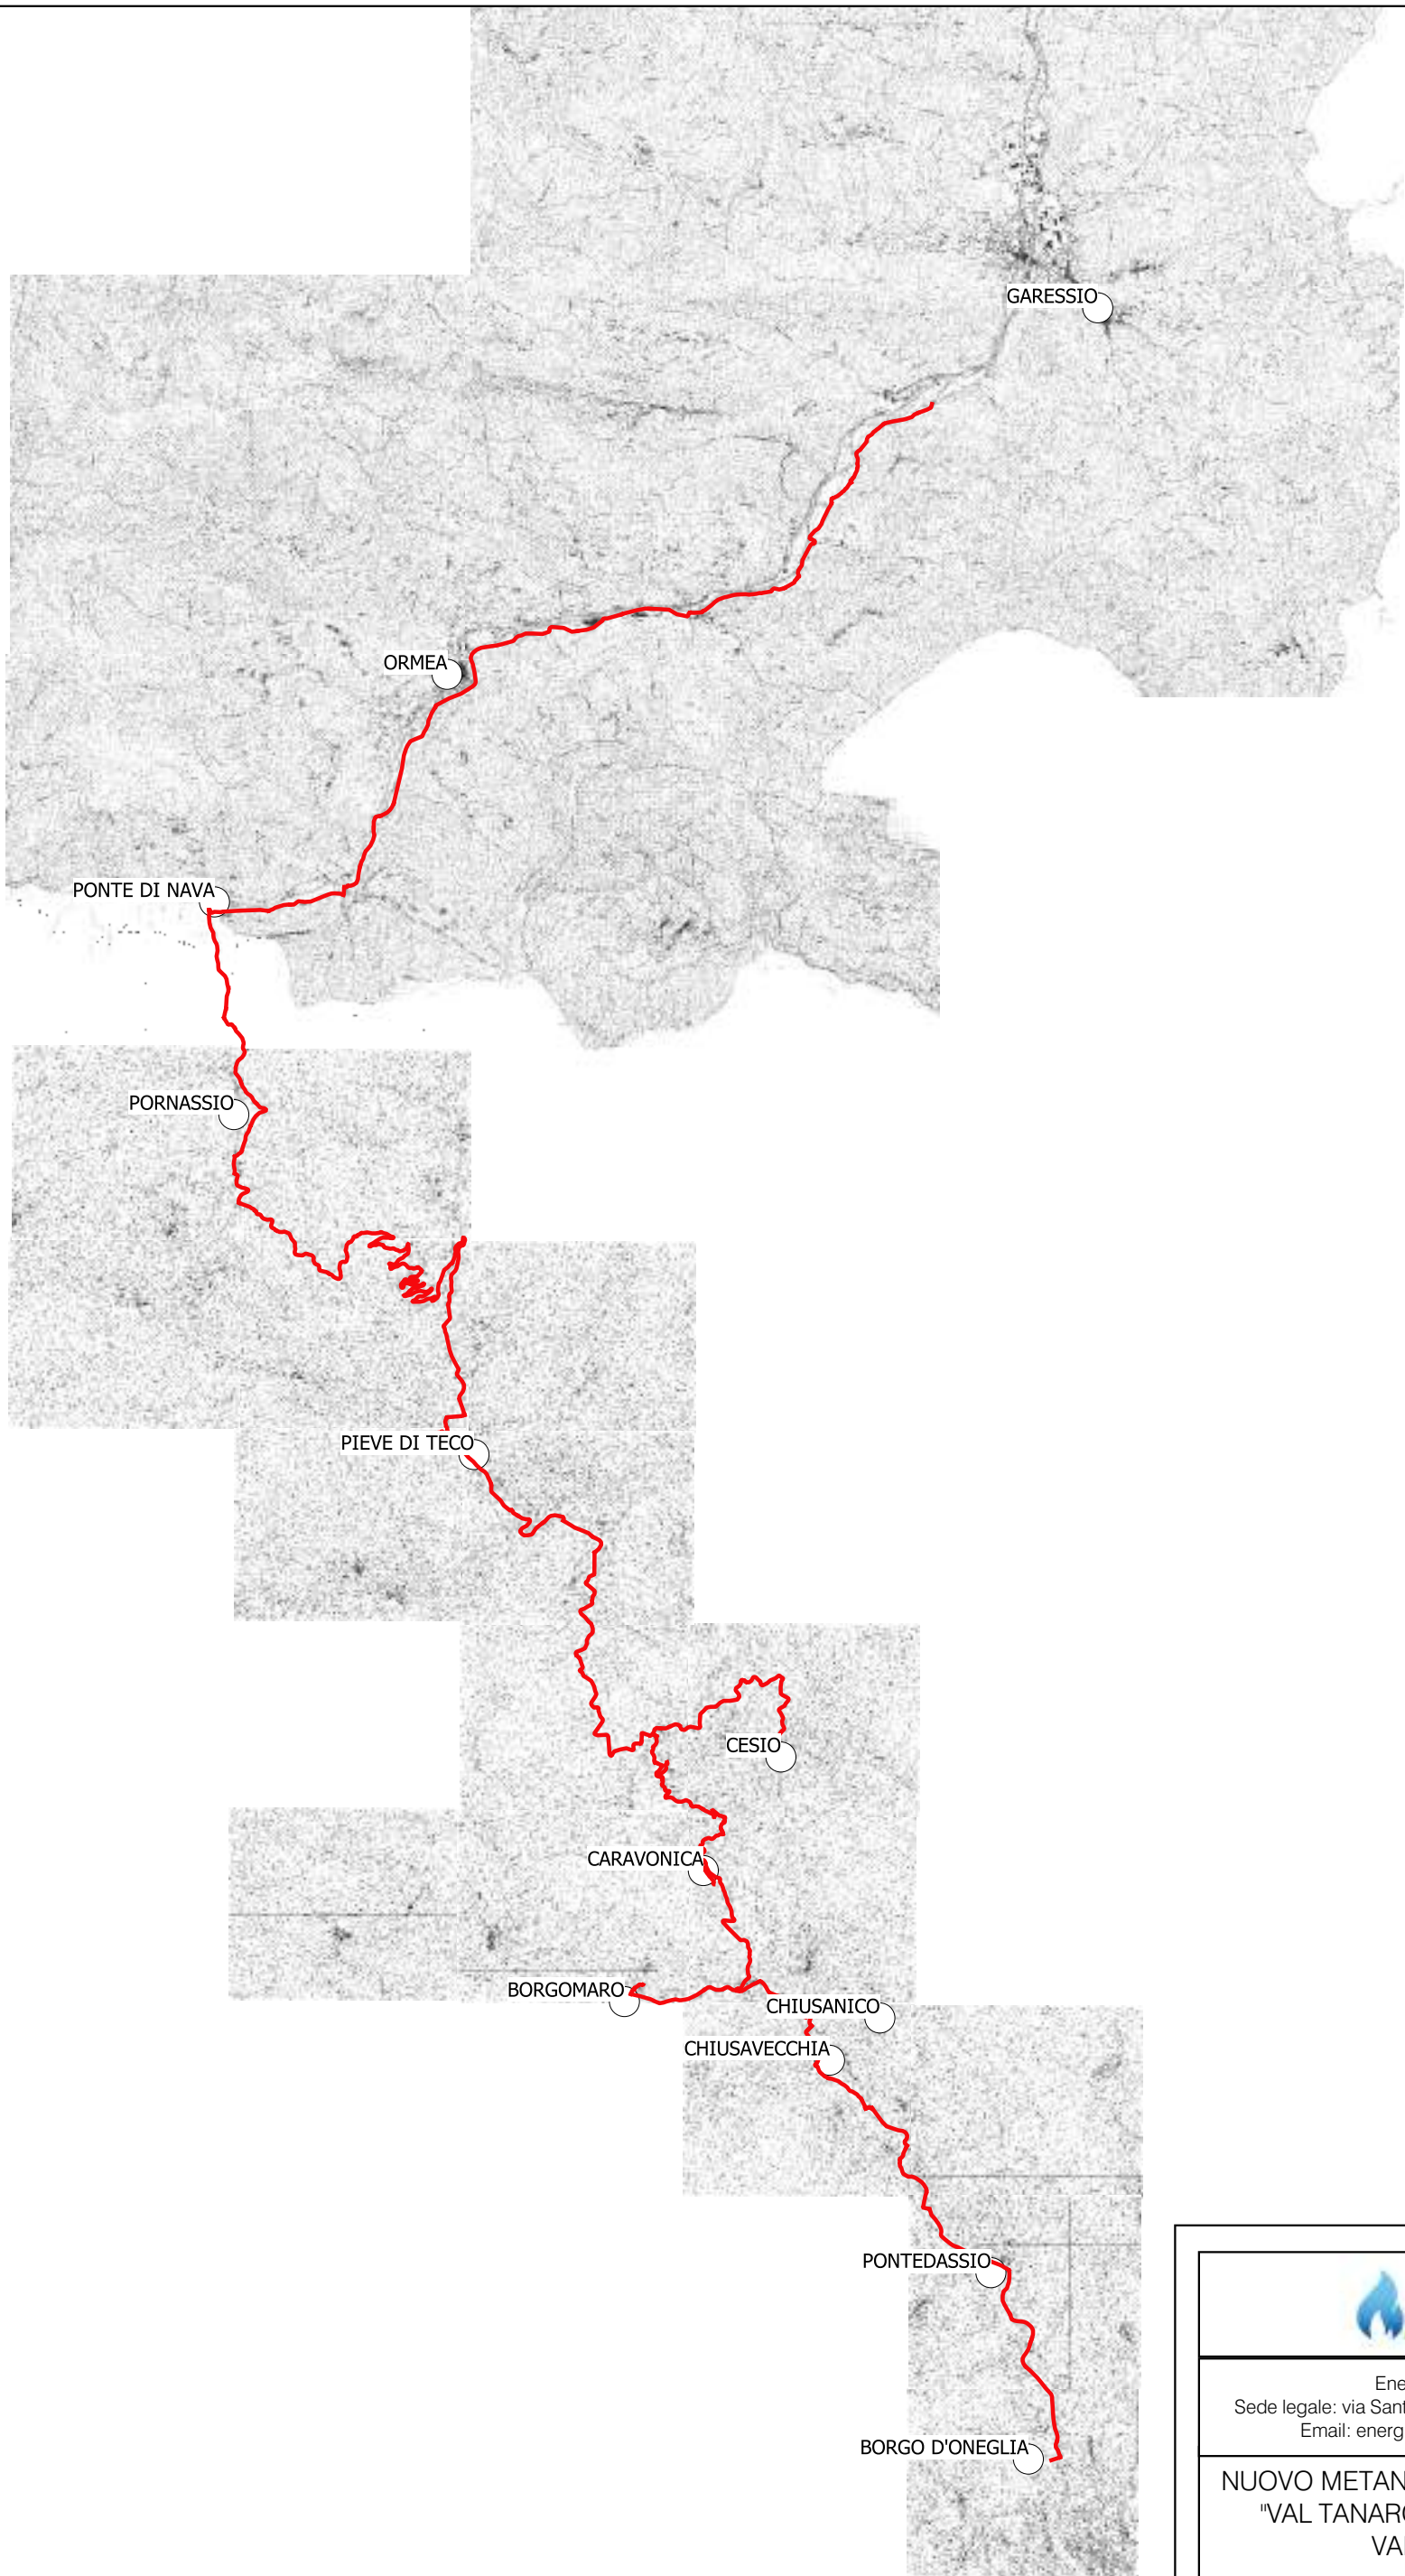 GARESSIO
ORMEA
PONTE DI NAVA
PORNASSIO
PIEVE DI TECO
CESIO
CARAVONICA
BORGOMARO
CHIUSANICO
CHIUSAVECCHIA
PONTEDASSIO
BORGO D'ONEGLIA
Ene
Sede legale: via Sant
Email: energ
NUOVO METAN
"VAL TANARO
VAL